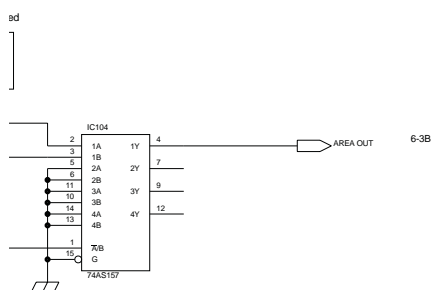 ed
IC104
2 1A 1Y 4 AREA OUT 6-3B
3 1B
5 2A 2Y 7
6 2B
11 3A 3Y 9
10 3B
14 4A 4Y 12
13 4B
1 A/B
15 G
74AS157